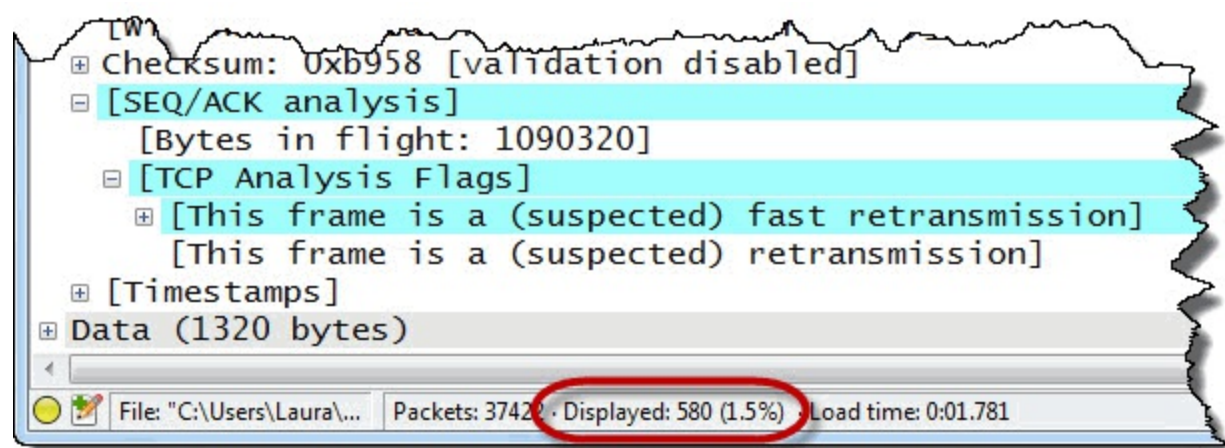 Checksum: 0xb958 [validation disabled]
[SEQ/ACK analysis]
[Bytes in flight: 1090320]
[TCP Analysis Flags]
[This frame is a (suspected) fast retransmission]
[This frame is a (suspected) retransmission]
[Timestamps]
Data (1320 bytes)
File: "C:\Users\Laura\... Packets: 37422 · Displayed: 580 (1.5%) · Load time: 0:01.781